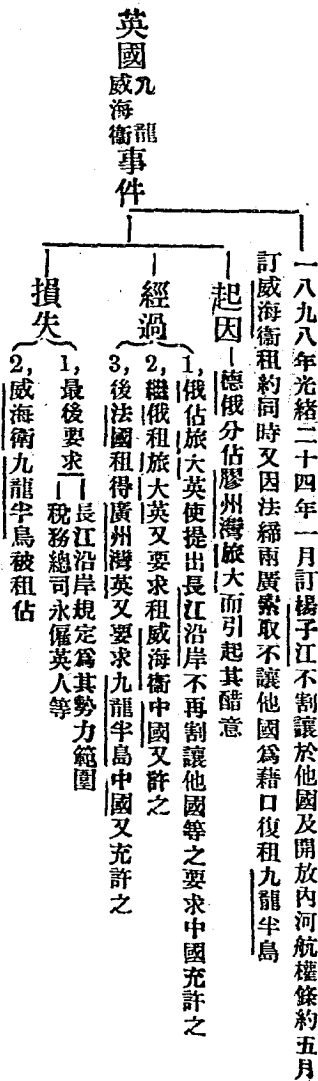 英國九龍威海衞事件
一八九八年光緒二十四年一月訂揚子江不割讓於他國及開放內河航權條約五月
訂威海衞租約同時又因法締兩廣索取不讓他國爲藉口復租九龍半島
起因—德俄分佔膠州灣旅大而引起其醋意
經過
1,俄佔旅大英使提出長江沿岸不再割讓他國等之要求中國充許之
2,繼俄租旅大英又要求租威海衞中國又許之
3,後法國租得廣州灣英又要求九龍半島中國又充許之
損失
1,最後要求
長江沿岸規定爲其勢力範圍
稅務總司永僱英人等
2,威海衞九龍半島被租佔